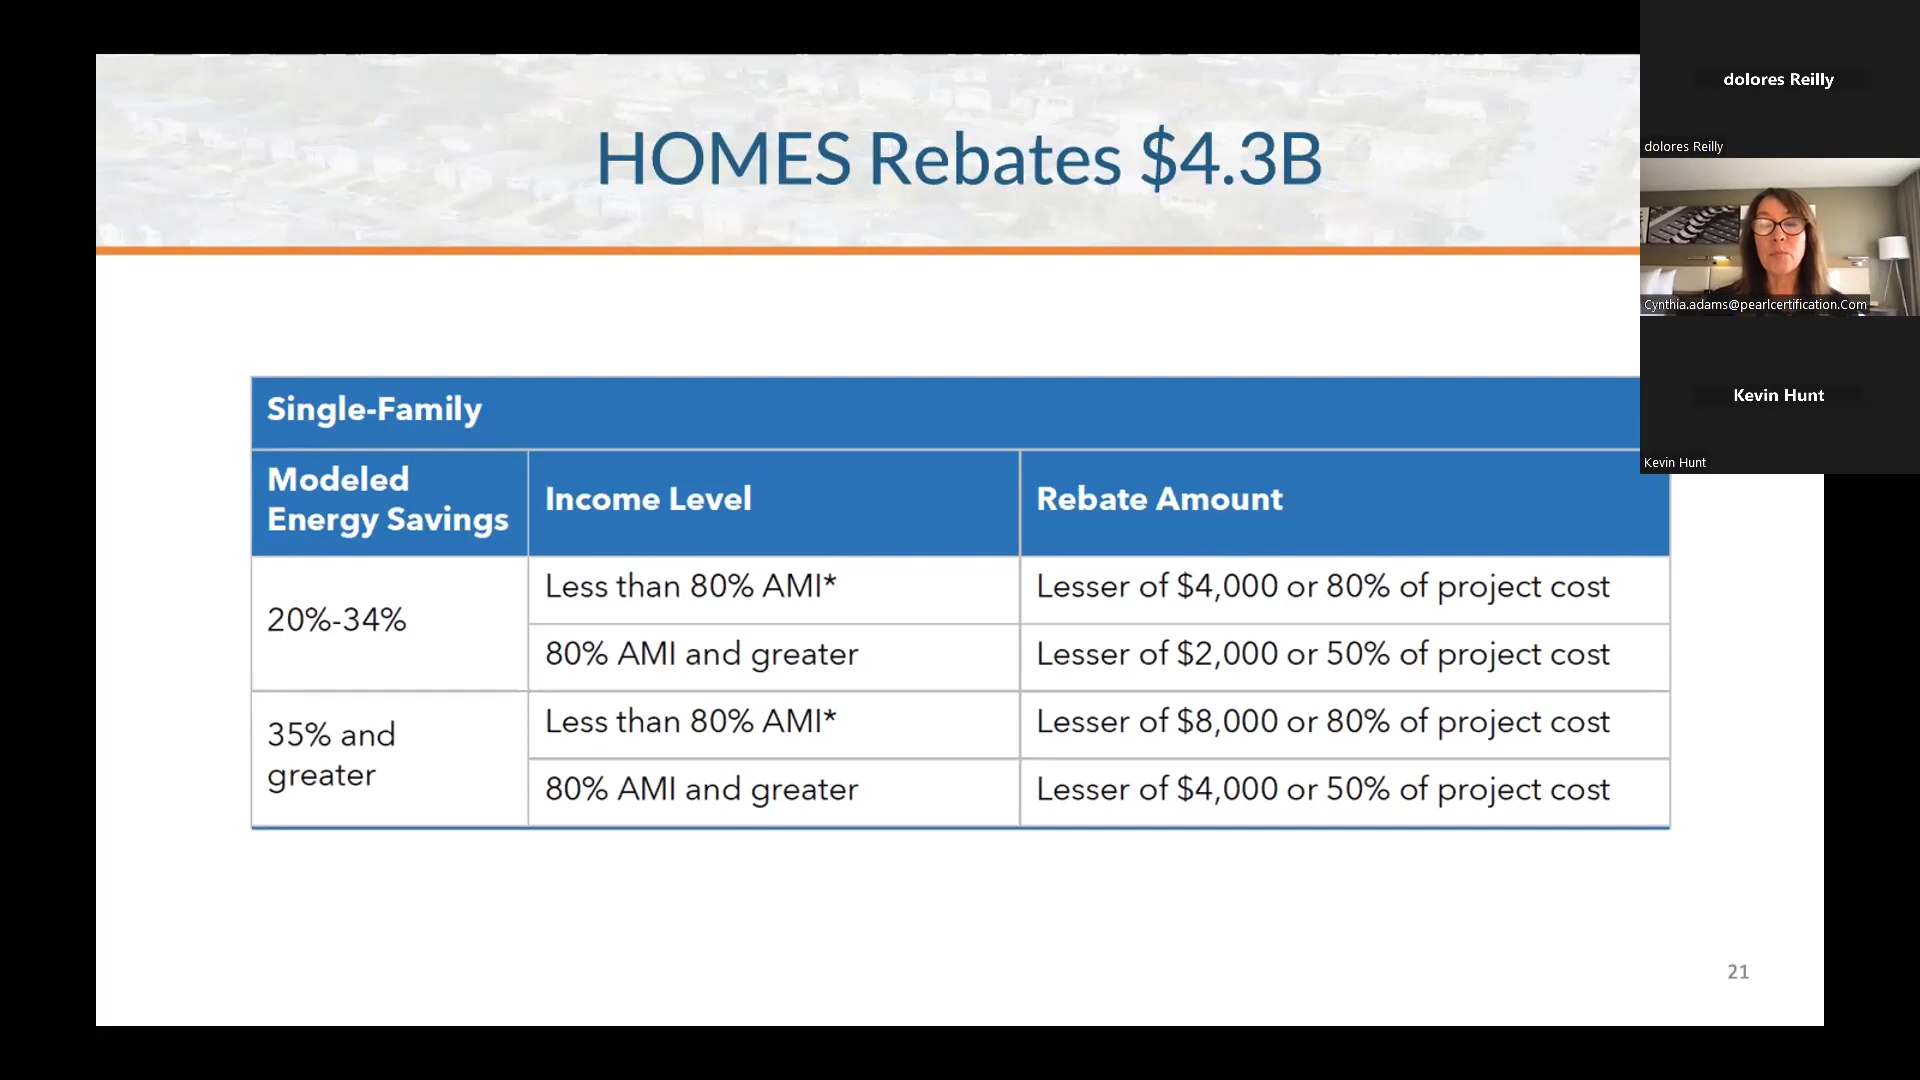 HOMES Rebates $4.3B
Single-Family
Modeled
Energy Savings
Income Level
Rebate Amount
20%-34%
Less than 80% AMI*
Lesser of $4,000 or 80% of project cost
80% AMI and greater
Lesser of $2,000 or 50% of project cost
35% and
greater
Less than 80% AMI*
Lesser of $8,000 or 80% of project cost
80% AMI and greater
Lesser of $4,000 or 50% of project cost
21
dolores Reilly
dolores Reilly
Cynthia.adams@pearlcertification.Com
Kevin Hunt
Kevin Hunt